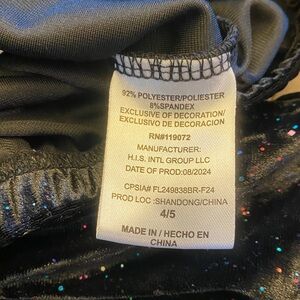 92% POLYESTER/POLIESTER
8%SPANDEX
EXCLUSIVE OF DECORATION/
EXCLUSIVO DE DECORACION
RN#119072
MANUFACTURER:
H.I.S. INTL GROUP LLC
DATE OF PROD:08/2024
CPSIA# FL249838BR-F24
PROD LOC :SHANDONG/CHINA
4/5
MADE IN / HECHO EN
CHINA